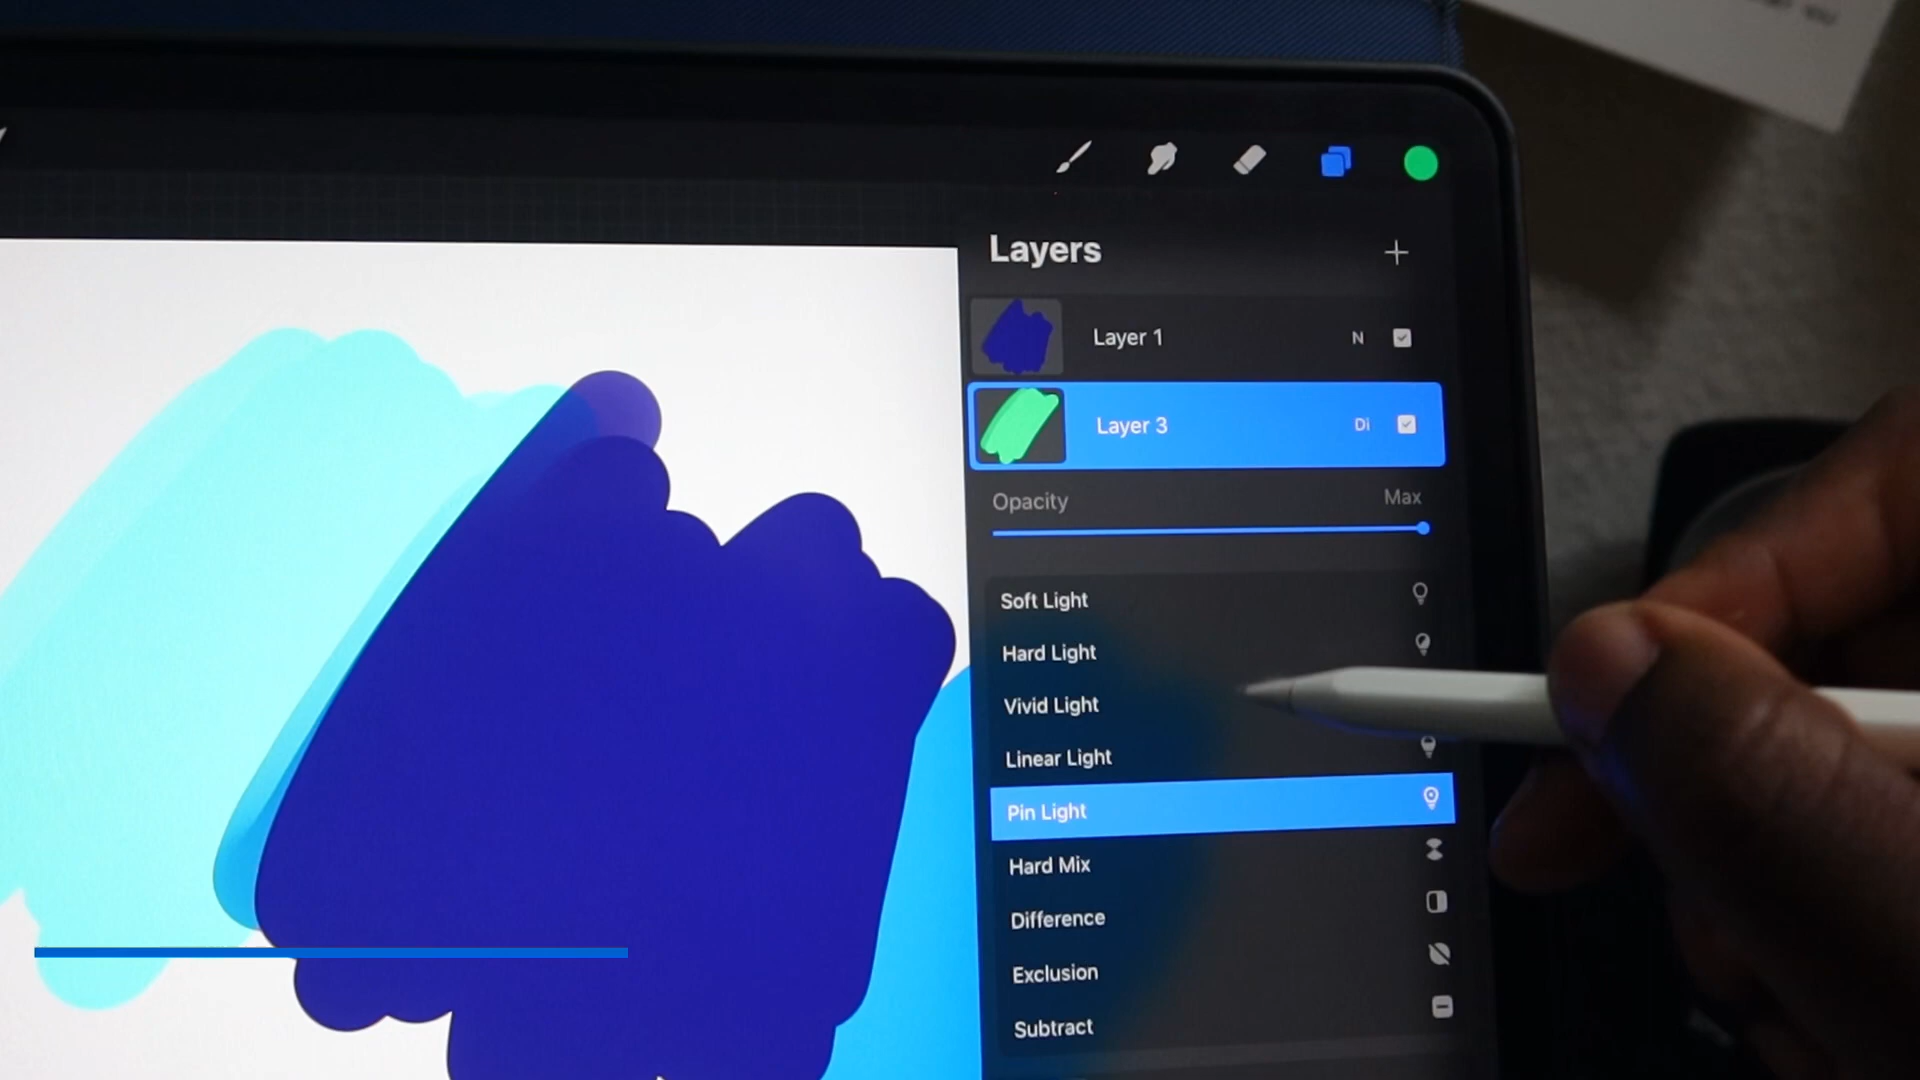 Layers
Layer 1 N
Layer 3 Di
Opacity Max
Soft Light
Hard Light
Vivid Light
Linear Light
Pin Light
Hard Mix
Difference
Exclusion
Subtract